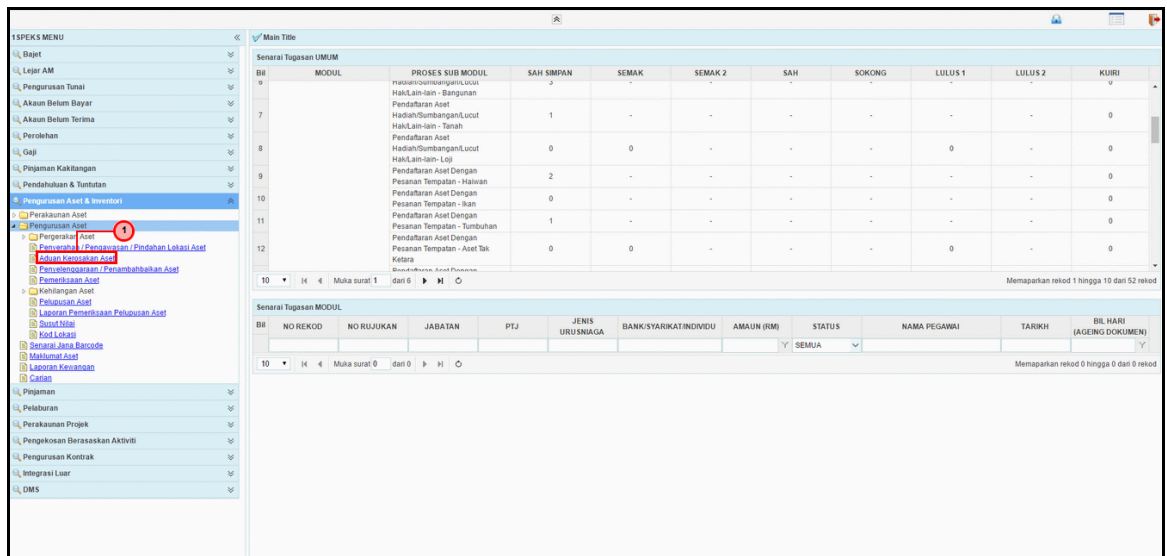 1SPEKS MENU
Main Title
Bajet
Lejar AM
Pengurusan Tunai
Akaun Belum Bayar
Akaun Belum Terima
Perolehan
Gaji
Pinjaman Kakitangan
Pendahuluan & Tuntutan
Pengurusan Aset & Inventori
Perakaunan Aset
Pengurusan Aset
1
Pergerakan Aset
Penyerahan / Pengawasan / Pindahan Lokasi Aset
Aduan Kerosakan Aset
Penyelenggaraan / Penambahbaikan Aset
Pemeriksaan Aset
Kehilangan Aset
Pelupusan Aset
Laporan Pemeriksaan Pelupusan Aset
Susut Nilai
Kod Lokasi
Senarai Jana Barcode
Maklumat Aset
Laporan Kewangan
Carian
Pinjaman
Pelaburan
Perakaunan Projek
Pengekosan Berasaskan Aktiviti
Pengurusan Kontrak
Integrasi Luar
DMS
Senarai Tugasan UMUM
Bil MODUL PROSES SUB MODUL SAH SIMPAN SEMAK SEMAK 2 SAH SOKONG LULUS 1 LULUS 2 KUIRI
6 Hadiah/Sumbangan/Lucut 3 - - - - - - 0
Hak/Lain-lain - Bangunan
Pendaftaran Aset
7 Hadiah/Sumbangan/Lucut 1 - - - - - - 0
Hak/Lain-lain - Tanah
Pendaftaran Aset
8 Hadiah/Sumbangan/Lucut 0 0 - - - 0 - 0
Hak/Lain-lain- Loji
9 Pendaftaran Aset Dengan 2 - - - - - - 0
Pesanan Tempatan - Haiwan
10 Pendaftaran Aset Dengan 0 - - - - - - 0
Pesanan Tempatan - Ikan
11 Pendaftaran Aset Dengan 1 - - - - - - 0
Pesanan Tempatan - Tumbuhan
Pendaftaran Aset Dengan
12 Pesanan Tempatan - Aset Tak 0 0 - - - 0 - 0
Ketara
Pendaftaran Aset Dengan
10 Muka surat 1 dari 6 Memaparkan rekod 1 hingga 10 dari 52 rekod
Senarai Tugasan MODUL
Bil NO REKOD NO RUJUKAN JABATAN PTJ JENIS URUSNIAGA BANK/SYARIKAT/INDIVIDU AMAUN (RM) STATUS NAMA PEGAWAI TARIKH BIL HARI (AGEING DOKUMEN)
SEMUA
10 Muka surat 0 dari 0 Memaparkan rekod 0 hingga 0 dari 0 rekod